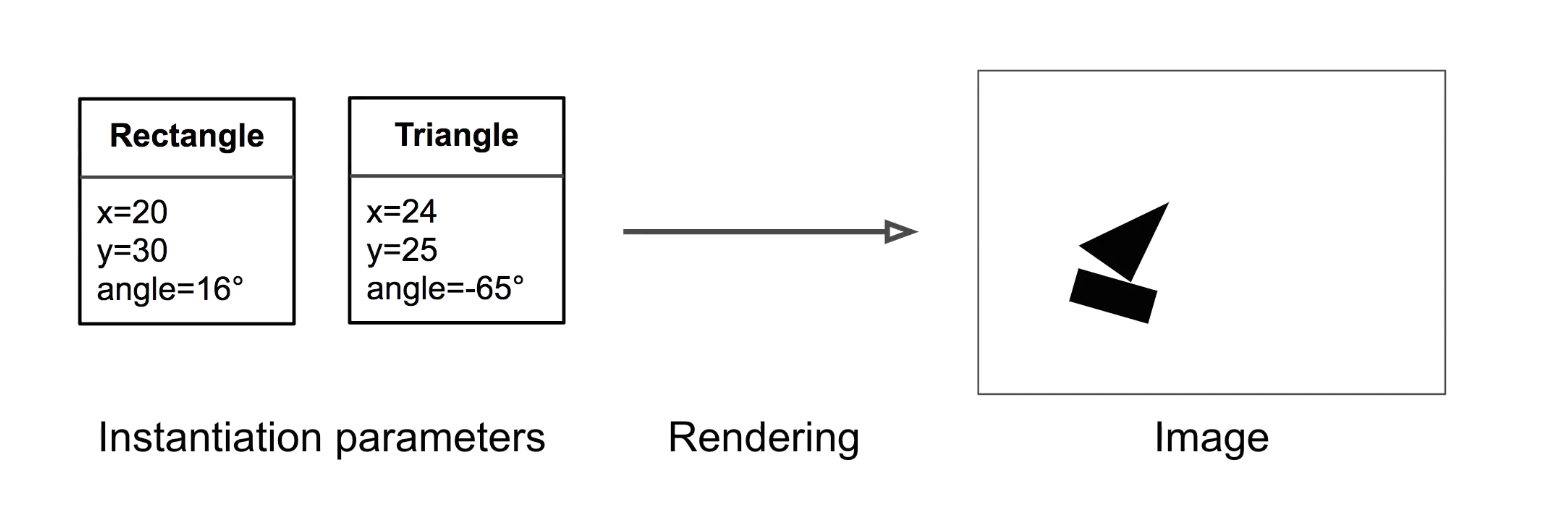 Rectangle
x=20
y=30
angle=16°
Triangle
x=24
y=25
angle=-65°
Instantiation parameters
Rendering
Image